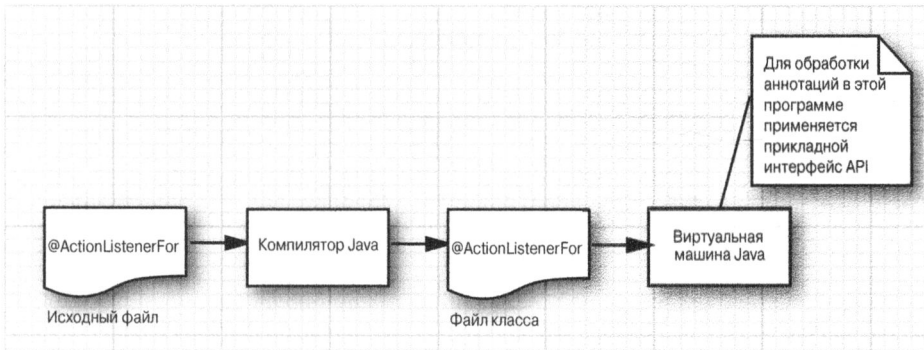 Для обработки
аннотаций в этой
программе
применяется
прикладной
интерфейс API
@ActionListenerFor
Компилятор Java
@ActionListenerFor
Виртуальная
машина Java
Исходный файл
Файл класса